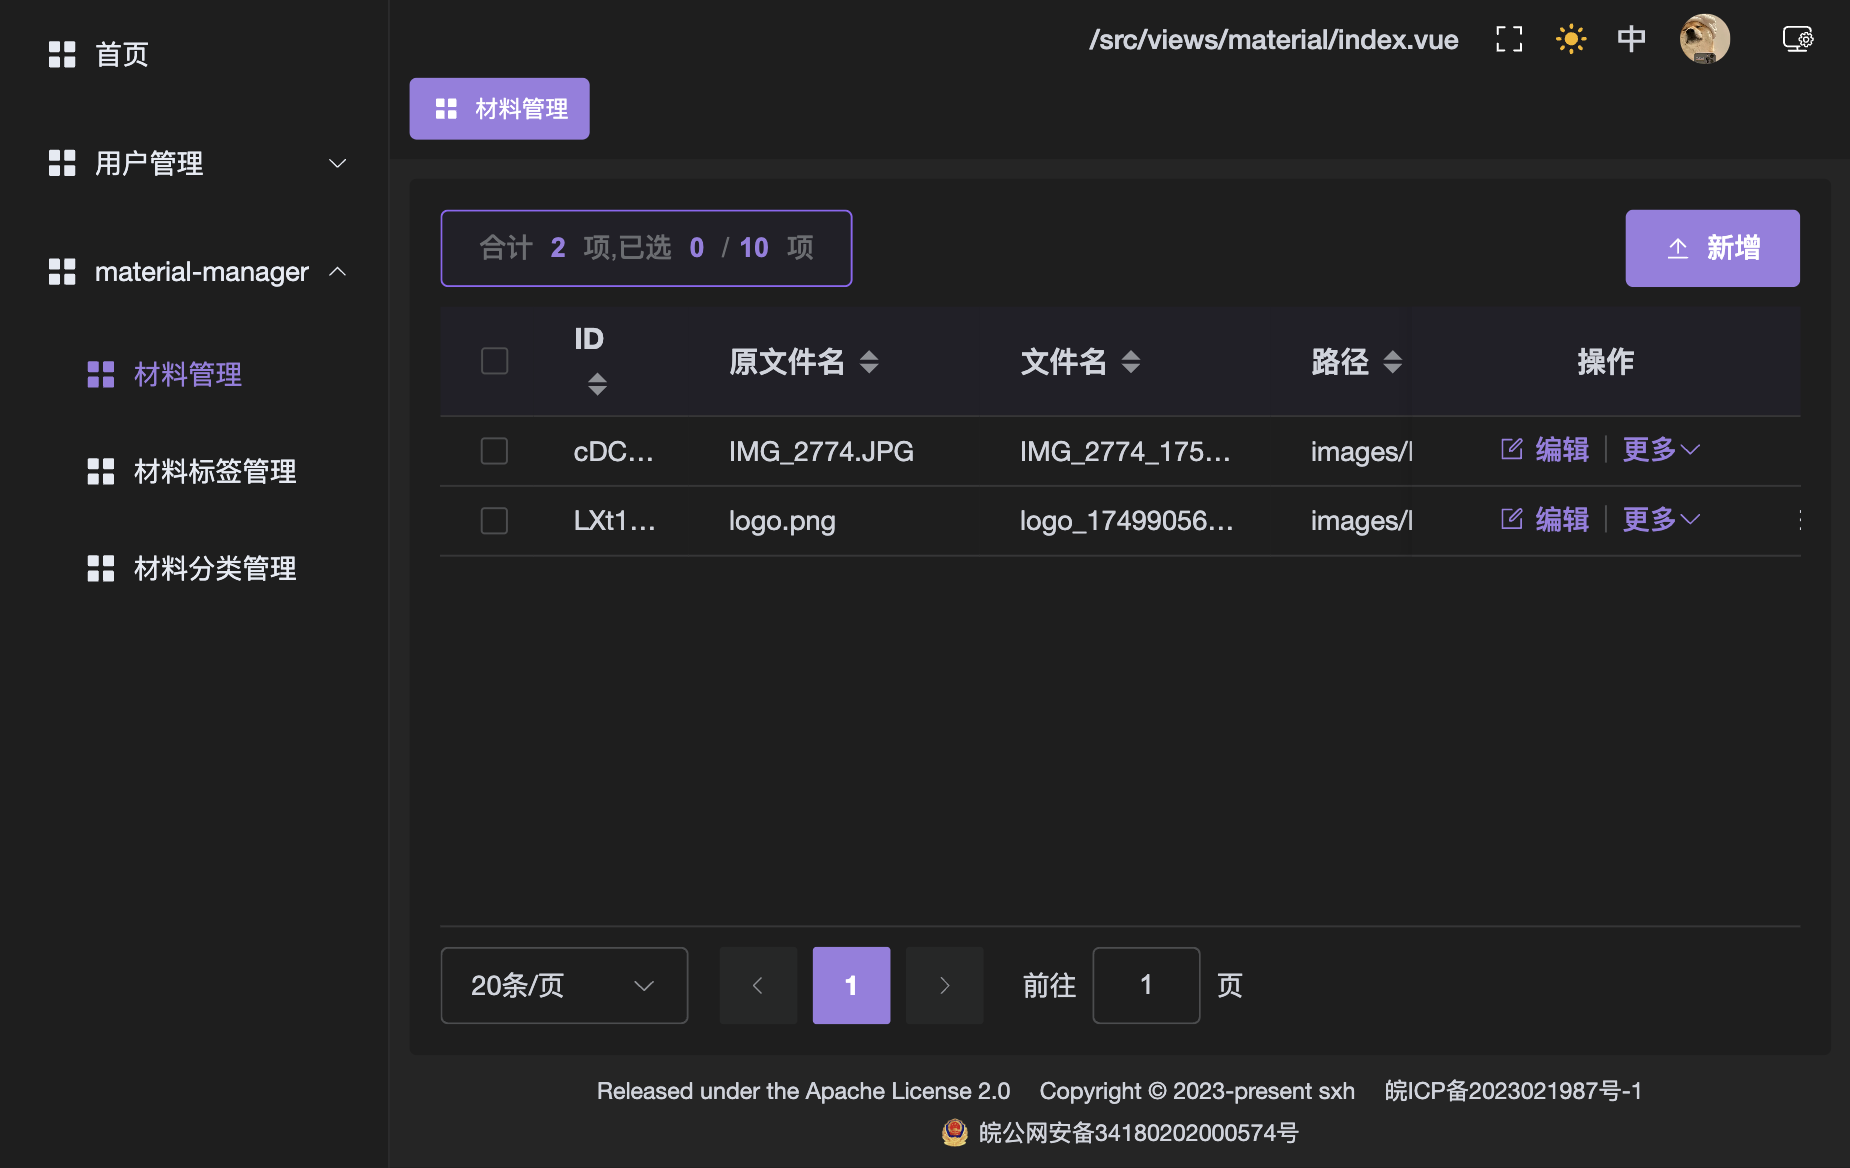 首页
用户管理
material-manager
材料管理
材料标签管理
材料分类管理
/src/views/material/index.vue 中
材料管理
合计 2 项,已选 0 / 10 项
新增
ID 原文件名 文件名 路径 操作
cDC... IMG_2774.JPG IMG_2774_175... images/ 编辑 更多
LXt1... logo.png logo_17499056... images/ 编辑 更多
20条/页 1 前往 1 页
Released under the Apache License 2.0 Copyright © 2023-present sxh 皖ICP备2023021987号-1
皖公网安备34180202000574号